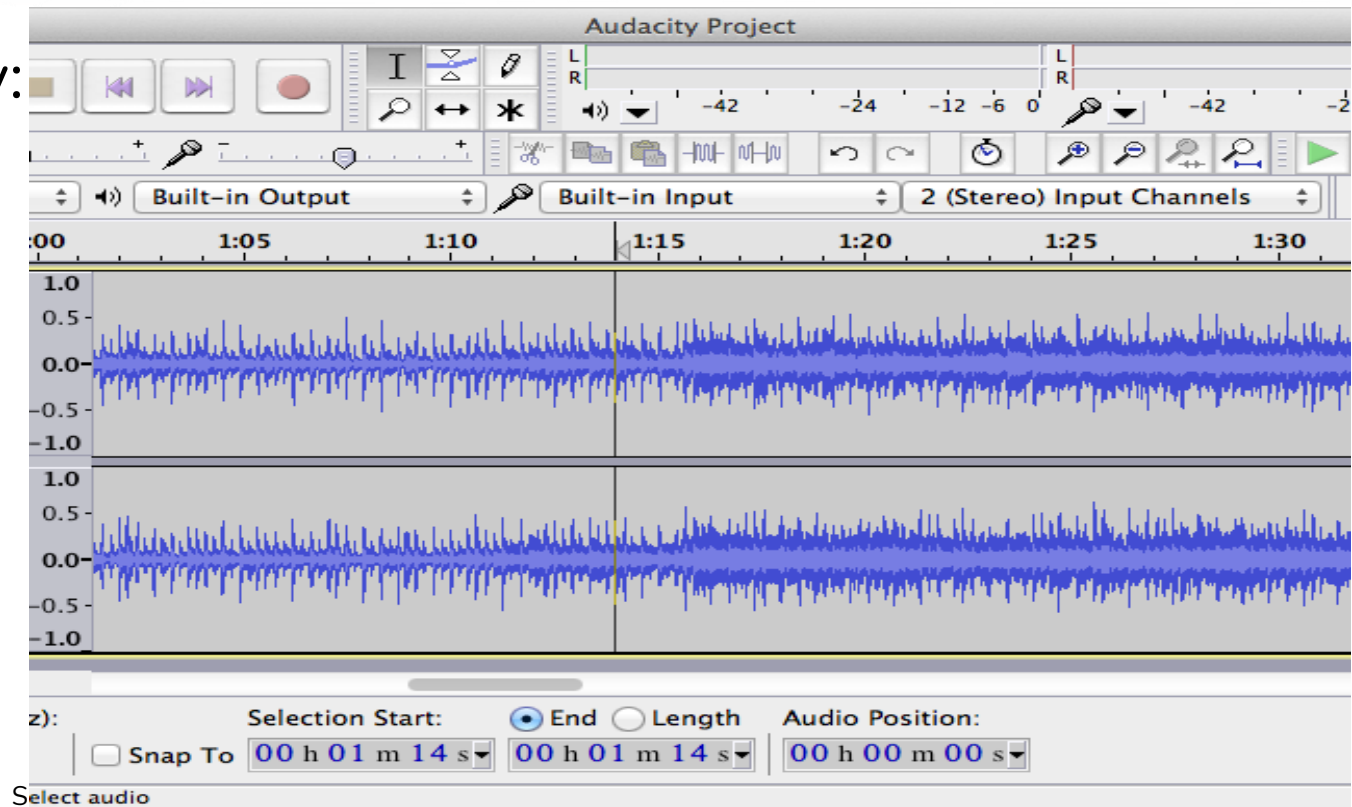 Audacity Project
y:
L
R
-42 -24 -12 -6 0
L
R
-42 -2
- +
Built-in Output
Built-in Input
2 (Stereo) Input Channels
:00 1:05 1:10 1:15 1:20 1:25 1:30
1.0
0.5
0.0
-0.5
-1.0
1.0
0.5
0.0
-0.5
-1.0
z): Selection Start: End Length Audio Position:
Snap To 00 h 01 m 14 s 00 h 01 m 14 s 00 h 00 m 00 s
Select audio